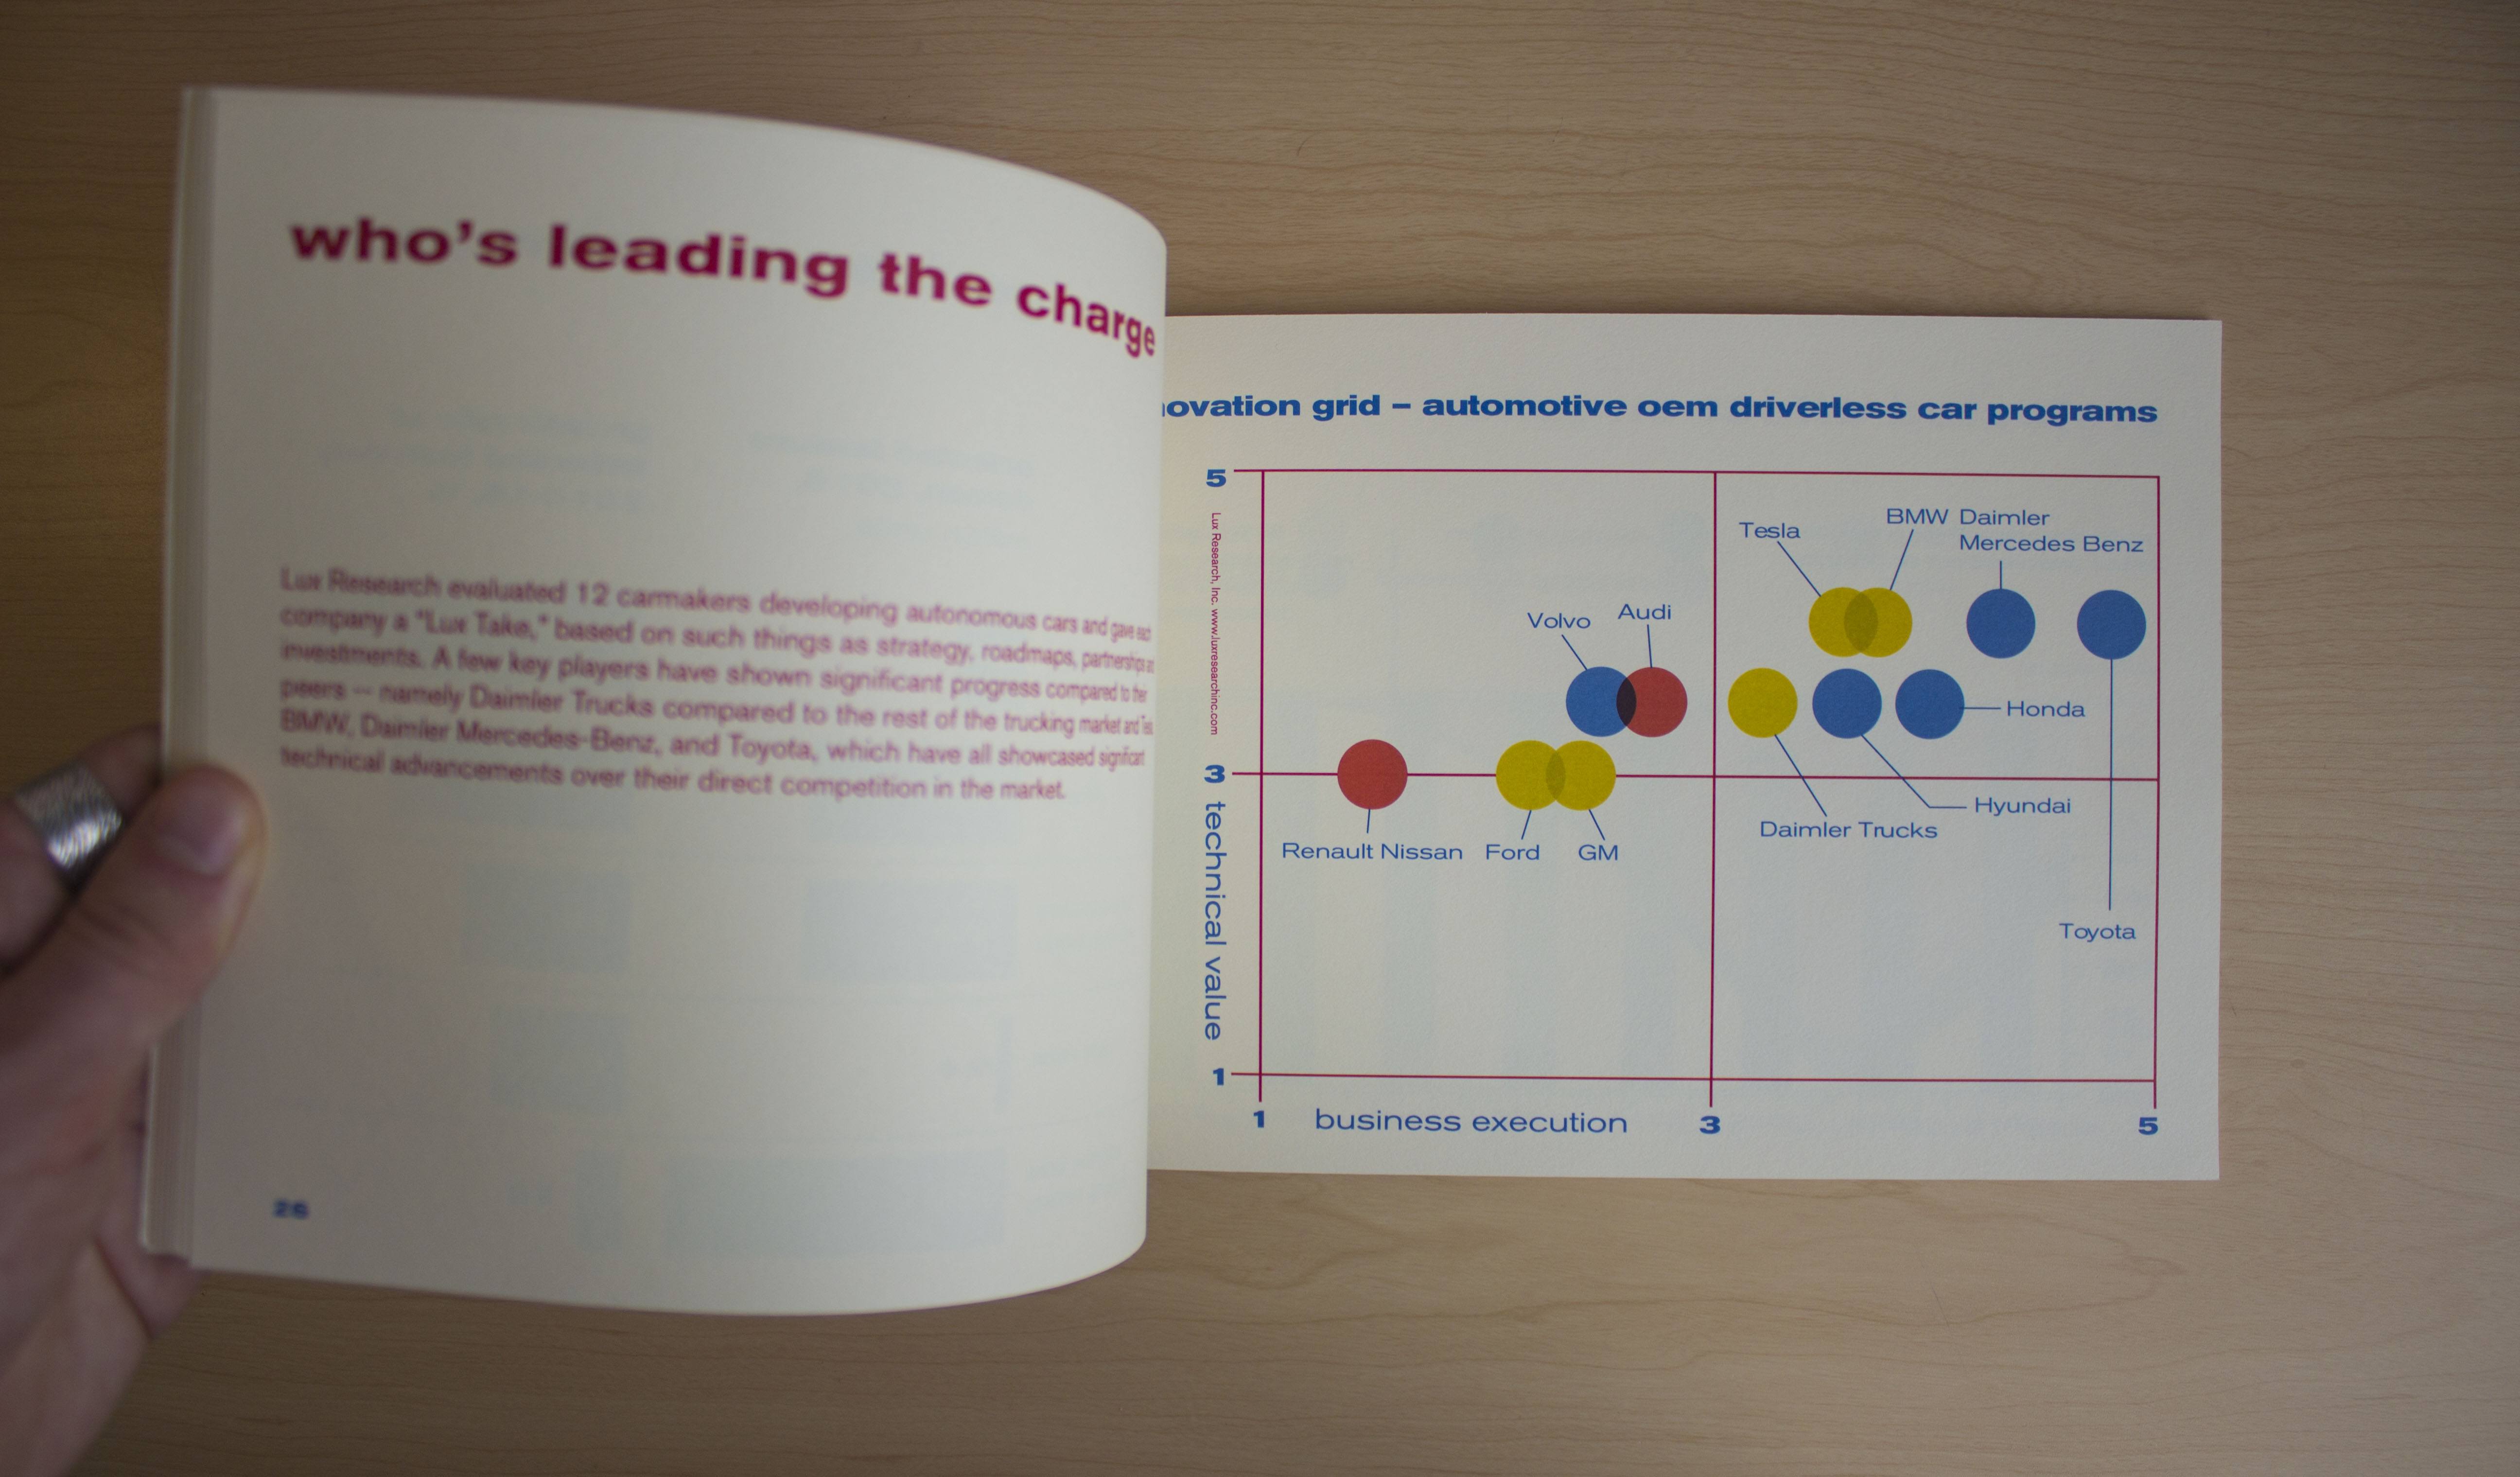 who's leading the charge
Lux Research evaluated 12 carmakers developing autonomous cars and gave
company a "Lux Take," based on such things as strategy, roadmaps, partnerships
investments. A few key players have shown significant progress compared to their
peers — namely Daimler Trucks compared to the rest of the trucking market and
BMW, Daimler Mercedes-Benz, and Toyota, which have all showcased significant
technical advancements over their direct competition in the market.
26
ovation grid – automotive oem driverless car programs
5
Lux Research, Inc. www.luxresearchinc.com
3
technical value
1
Tesla
BMW
Daimler
Mercedes Benz
Volvo
Audi
Honda
Hyundai
Daimler Trucks
Renault Nissan
Ford
GM
Toyota
1
business execution
3
5